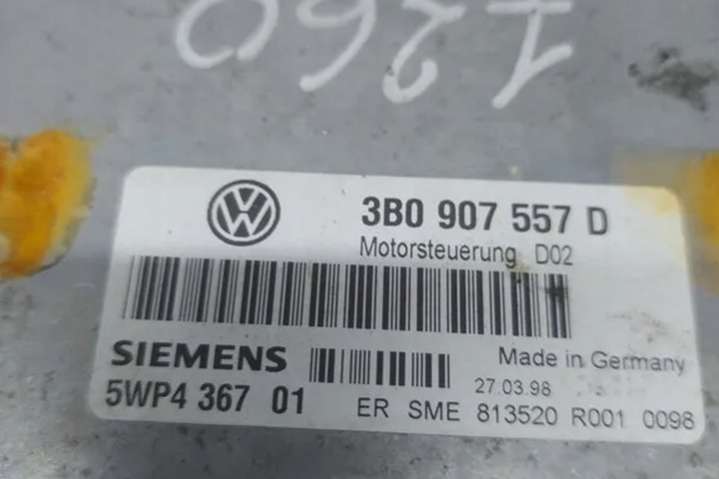 1260
VW
3B0 907 557 D
Motorsteuerung D02
SIEMENS
Made in Germany
27.03.98
5WP4 367 01
ER SME 813520 R001 0098